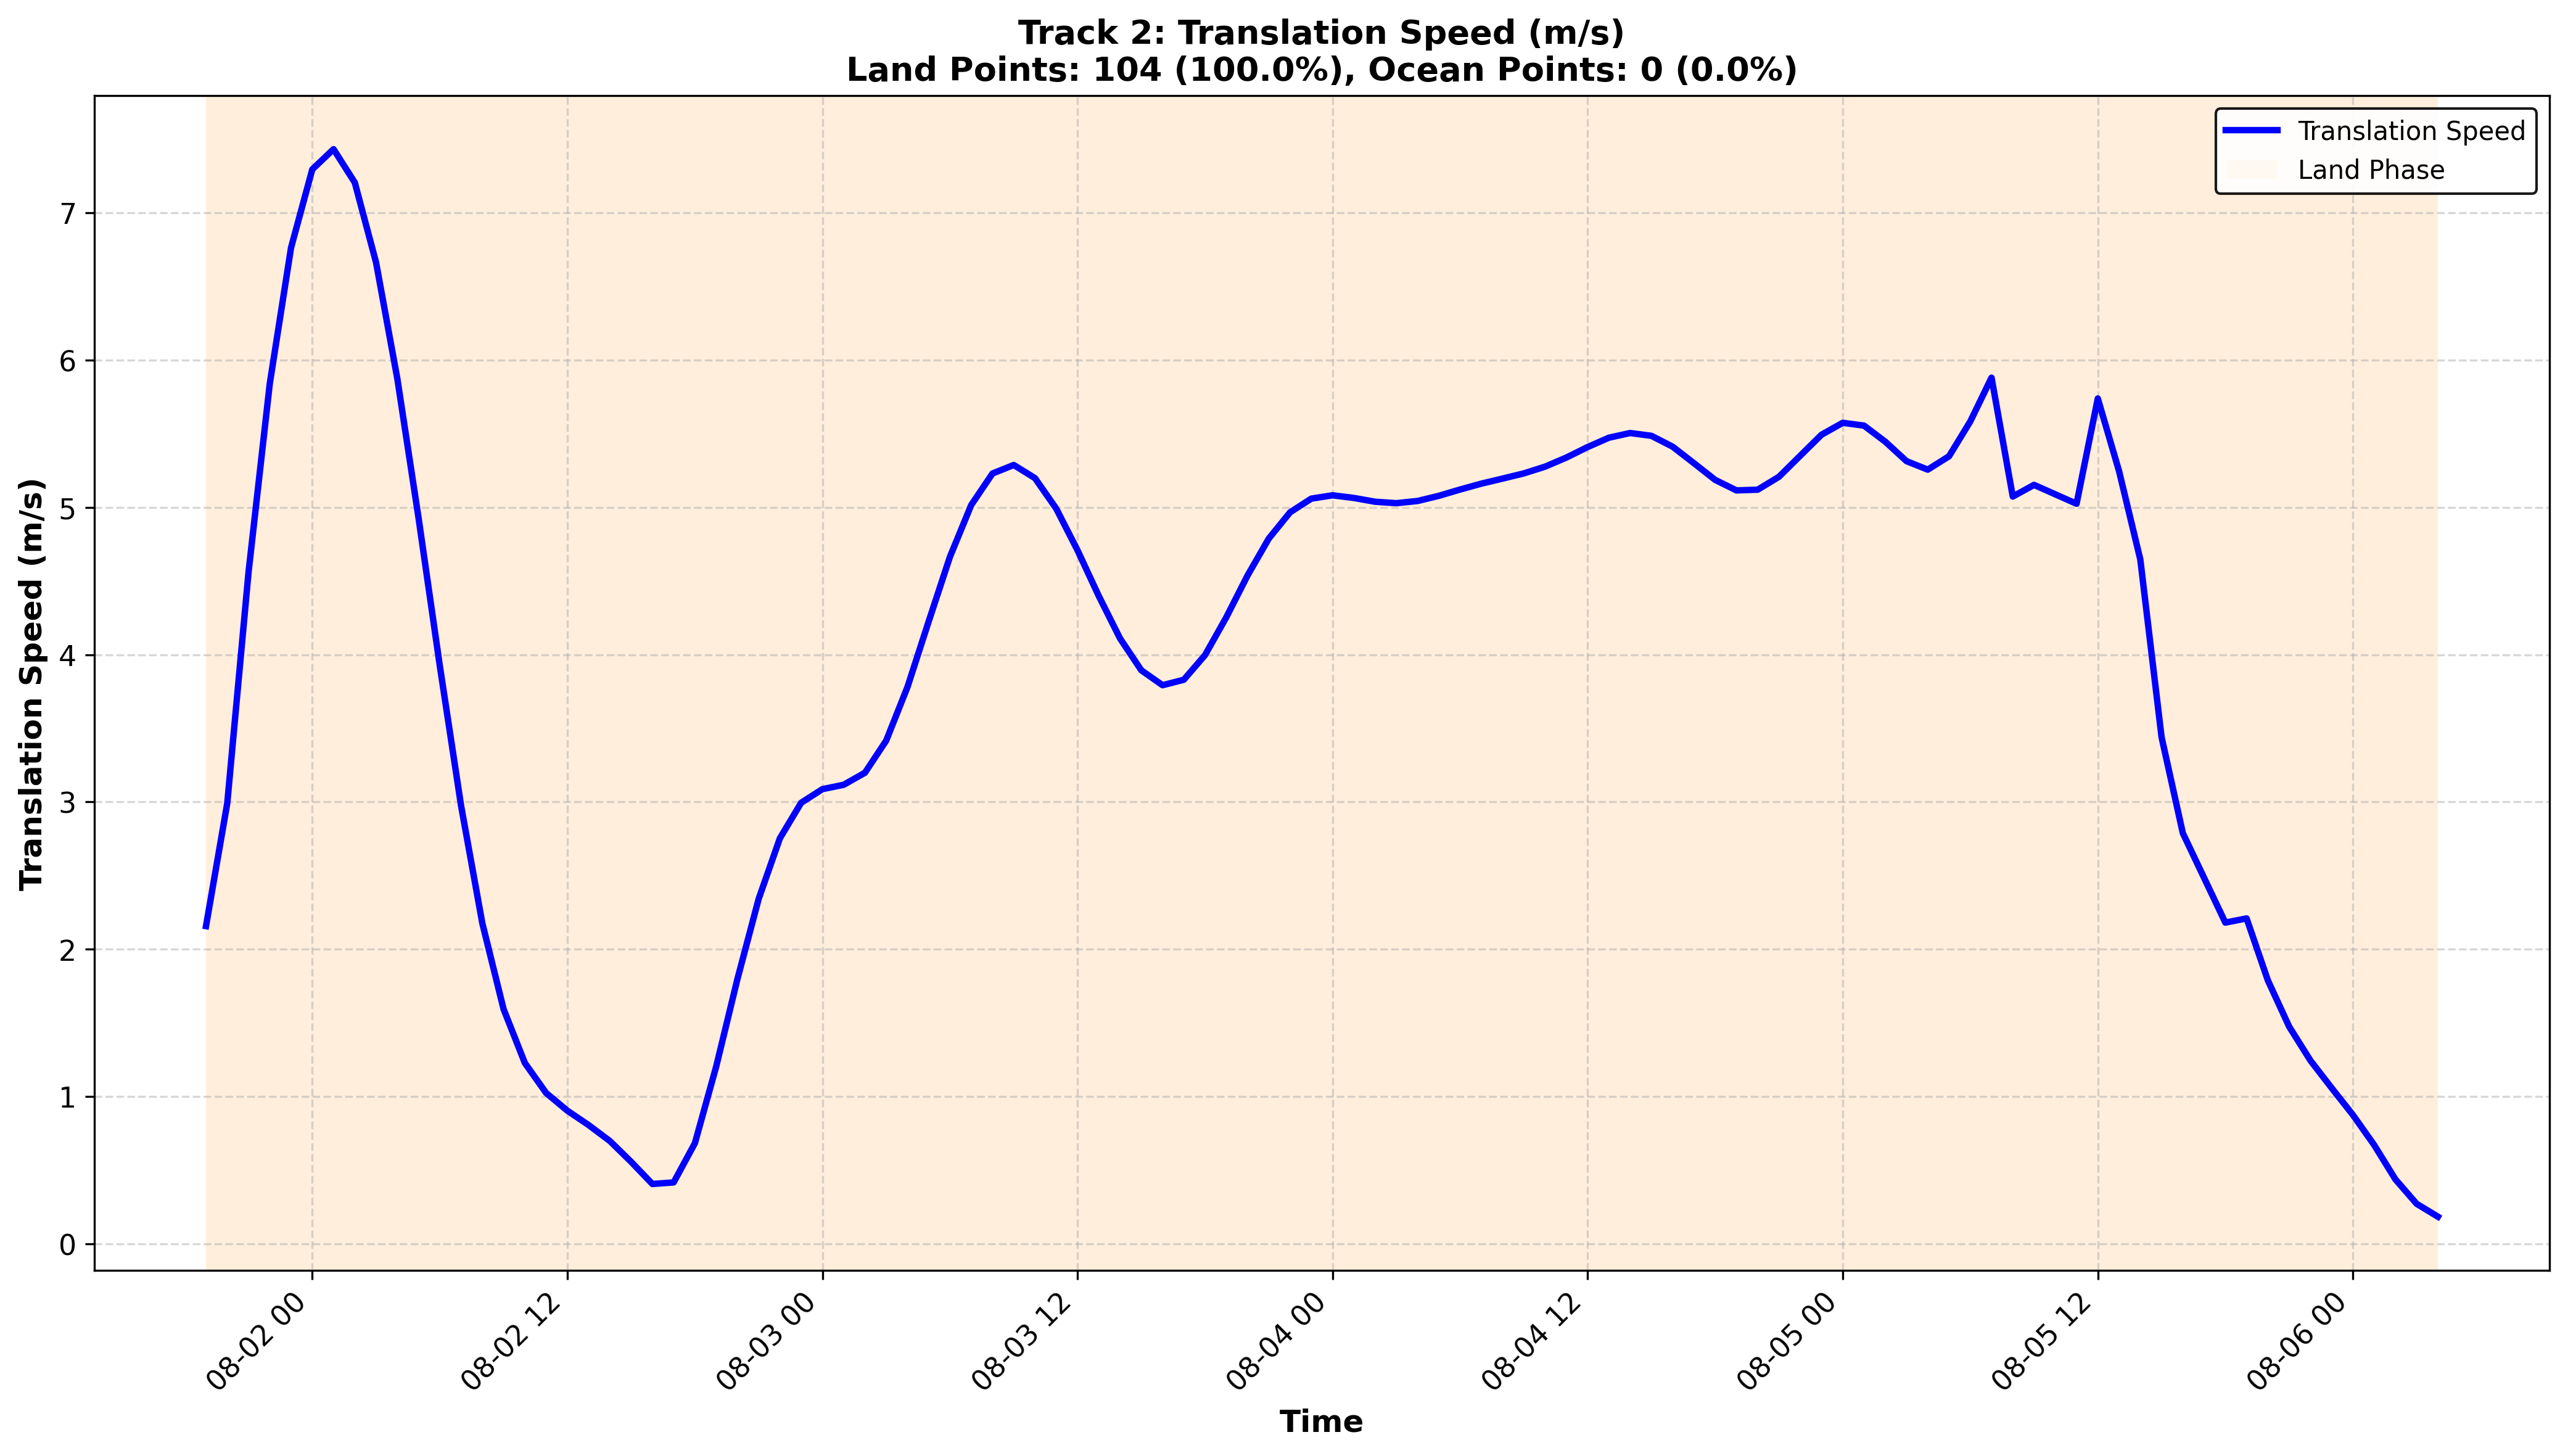 Track 2: Translation Speed (m/s)
Land Points: 104 (100.0%), Ocean Points: 0 (0.0%)
Translation Speed
Land Phase
Translation Speed (m/s)
7
6
5
4
3
2
1
0
08-02 00
08-02 12
08-03 00
08-03 12
08-04 00
08-04 12
08-05 00
08-05 12
08-06 00
Time